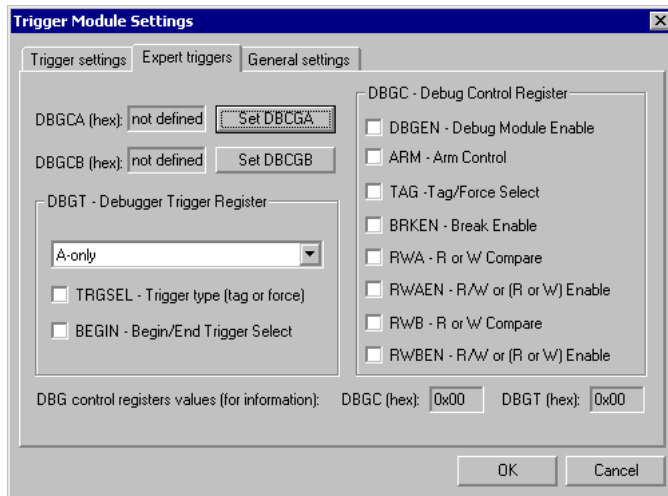 Trigger Module Settings
Trigger settings
Expert triggers
General settings
DBGCA (hex): not defined Set DBCGA
DBGCB (hex): not defined Set DBCGB
DBGT - Debugger Trigger Register
A-only
TRGSEL - Trigger type (tag or force)
BEGIN - Begin/End Trigger Select
DBGC - Debug Control Register
DBGEN - Debug Module Enable
ARM - Arm Control
TAG -Tag/Force Select
BRKEN - Break Enable
RWA - R or W Compare
RWAEN - R/W or (R or W) Enable
RWB - R or W Compare
RWBEN - R/W or (R or W) Enable
DBG control registers values (for information): DBGC (hex): 0x00 DBGT (hex): 0x00
OK Cancel